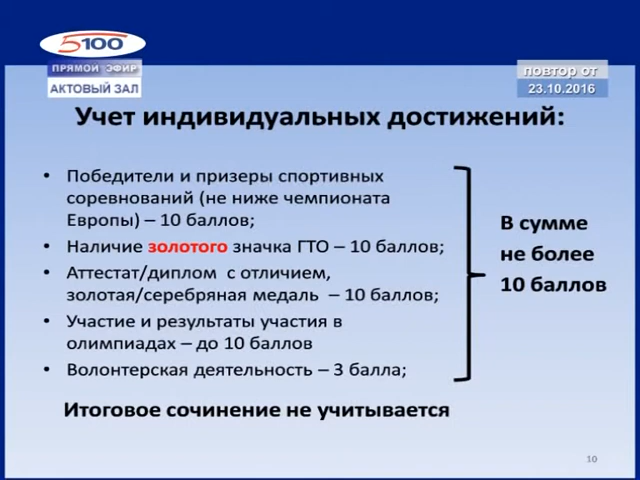 5100
ПРЯМОЙ ЭФИР
АКТОВЫЙ ЗАЛ
повтор от
23.10.2016
Учет индивидуальных достижений:
• Победители и призеры спортивных
соревнований (не ниже чемпионата
Европы) – 10 баллов;
• Наличие золотого значка ГТО – 10 баллов;
• Аттестат/диплом с отличием,
золотая/серебряная медаль – 10 баллов;
• Участие и результаты участия в
олимпиадах – до 10 баллов
• Волонтерская деятельность – 3 балла;
В сумме
не более
10 баллов
Итоговое сочинение не учитывается
10